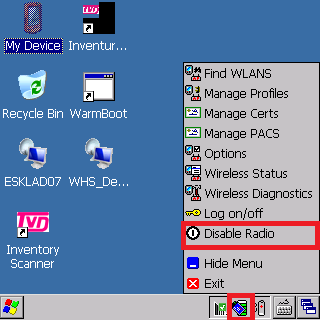 My Device
Inventur...
Recycle Bin
WarmBoot
ESKLAD07
WHS_De...
TVD
Inventory
Scanner
Find WLANS
Manage Profiles
Manage Certs
Manage PACS
Options
Wireless Status
Wireless Diagnostics
Log on/off
Disable Radio
Hide Menu
Exit